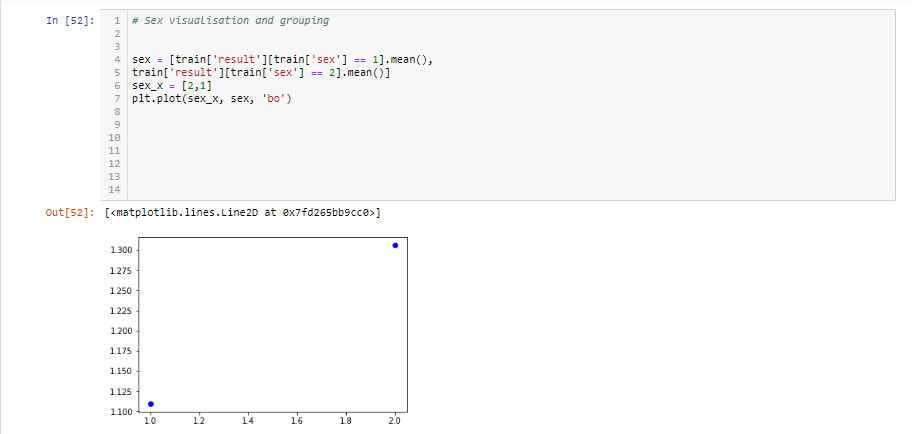 In [52]:
1 # Sex visualisation and grouping
2
3
4 sex = [train['result'][train['sex'] == 1].mean(),
5 train['result'][train['sex'] == 2].mean()]
6 sex_x = [2,1]
7 plt.plot(sex_x, sex, 'bo')
8
9
10
11
12
13
14
Out[52]: [<matplotlib.lines.Line2D at 0x7fd265bb9cc0>]
1.300
1.275
1.250
1.225
1.200
1.175
1.150
1.125
1.100
1.0 1.2 1.4 1.6 1.8 2.0